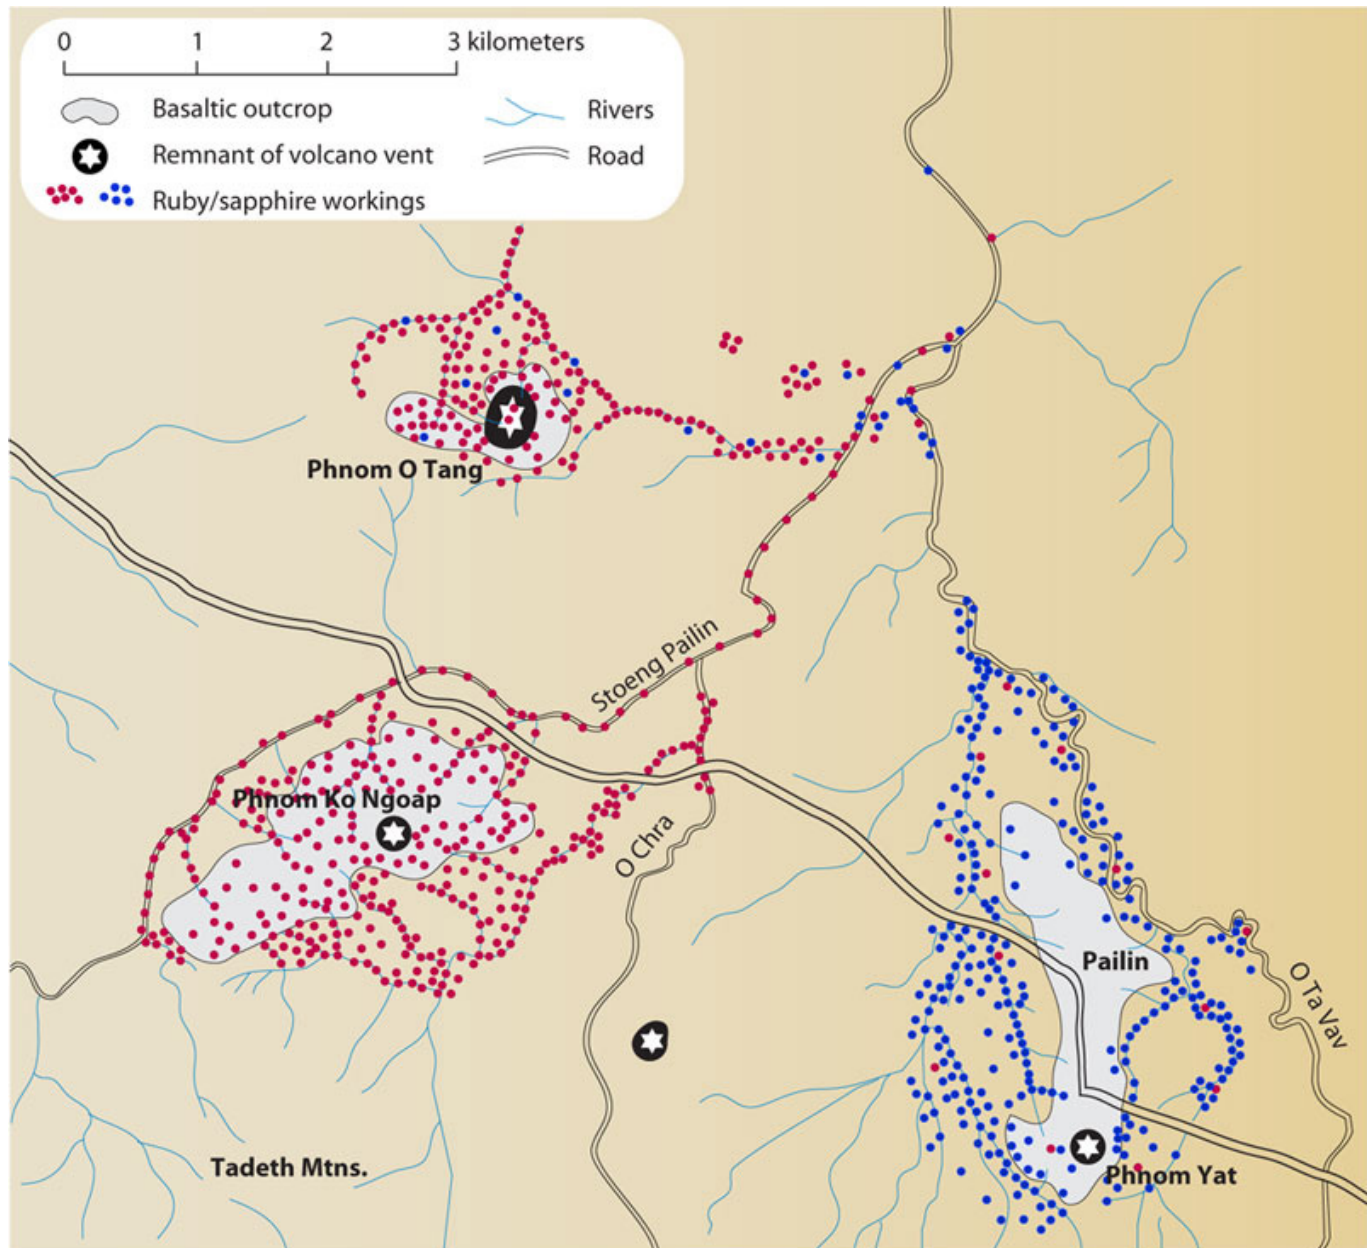 0 1 2 3 kilometers
Basaltic outcrop
Rivers
Remnant of volcano vent
Road
Ruby/sapphire workings
Phnom O Tang
Stoeng Pailin
Phnom Ko Ngoap
O Chra
Pailin
O Ta Vav
Tadeth Mtns.
Phnom Yat